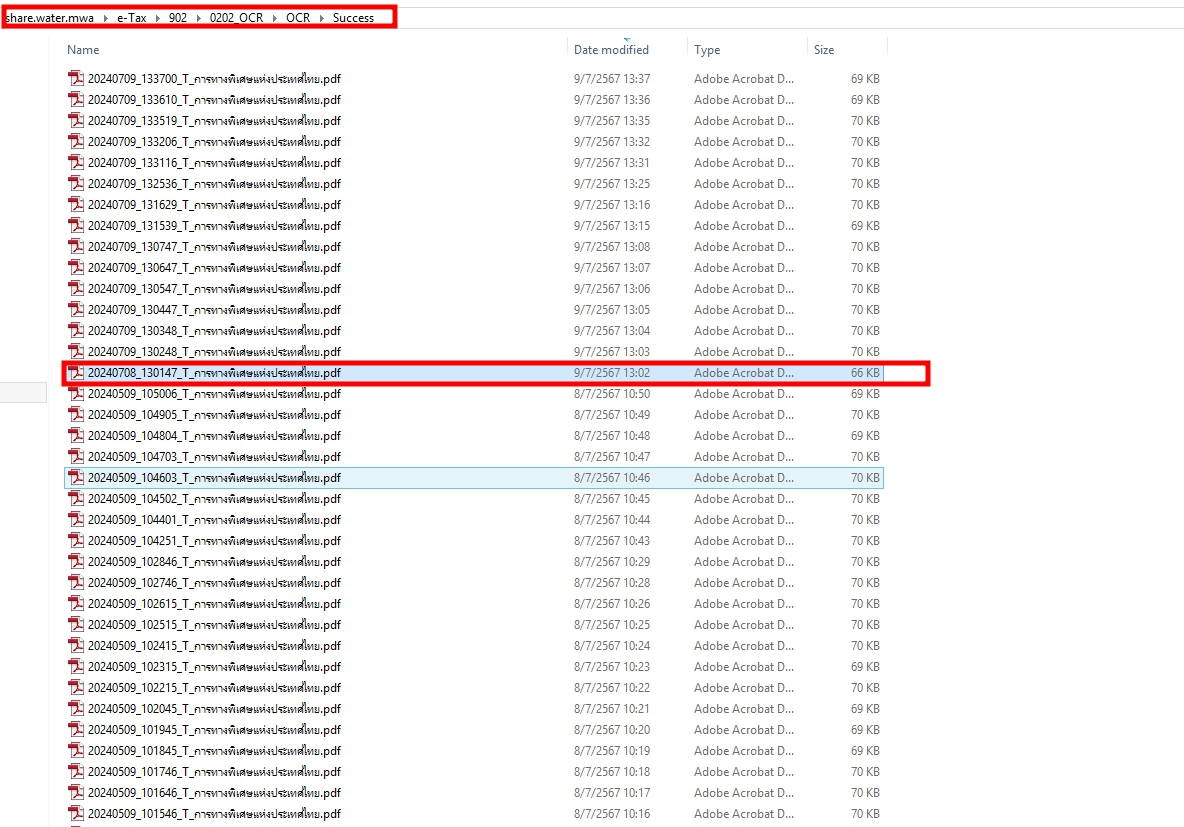 share.water.mwa e-Tax 902 0202_OCR OCR Success
Name Date modified Type Size
20240709_133700_T_การทางพิเศษแห่งประเทศไทย.pdf 9/7/2567 13:37 Adobe Acrobat D... 69 KB
20240709_133610_T_การทางพิเศษแห่งประเทศไทย.pdf 9/7/2567 13:36 Adobe Acrobat D... 69 KB
20240709_133519_T_การทางพิเศษแห่งประเทศไทย.pdf 9/7/2567 13:35 Adobe Acrobat D... 70 KB
20240709_133206_T_การทางพิเศษแห่งประเทศไทย.pdf 9/7/2567 13:32 Adobe Acrobat D... 70 KB
20240709_133116_T_การทางพิเศษแห่งประเทศไทย.pdf 9/7/2567 13:31 Adobe Acrobat D... 70 KB
20240709_132536_T_การทางพิเศษแห่งประเทศไทย.pdf 9/7/2567 13:25 Adobe Acrobat D... 70 KB
20240709_131629_T_การทางพิเศษแห่งประเทศไทย.pdf 9/7/2567 13:16 Adobe Acrobat D... 70 KB
20240709_131539_T_การทางพิเศษแห่งประเทศไทย.pdf 9/7/2567 13:15 Adobe Acrobat D... 69 KB
20240709_130747_T_การทางพิเศษแห่งประเทศไทย.pdf 9/7/2567 13:08 Adobe Acrobat D... 70 KB
20240709_130647_T_การทางพิเศษแห่งประเทศไทย.pdf 9/7/2567 13:07 Adobe Acrobat D... 70 KB
20240709_130547_T_การทางพิเศษแห่งประเทศไทย.pdf 9/7/2567 13:06 Adobe Acrobat D... 70 KB
20240709_130447_T_การทางพิเศษแห่งประเทศไทย.pdf 9/7/2567 13:05 Adobe Acrobat D... 70 KB
20240709_130348_T_การทางพิเศษแห่งประเทศไทย.pdf 9/7/2567 13:04 Adobe Acrobat D... 70 KB
20240709_130248_T_การทางพิเศษแห่งประเทศไทย.pdf 9/7/2567 13:03 Adobe Acrobat D... 70 KB
20240708_130147_T_การทางพิเศษแห่งประเทศไทย.pdf 9/7/2567 13:02 Adobe Acrobat D... 66 KB
20240509_105006_T_การทางพิเศษแห่งประเทศไทย.pdf 8/7/2567 10:50 Adobe Acrobat D... 69 KB
20240509_104905_T_การทางพิเศษแห่งประเทศไทย.pdf 8/7/2567 10:49 Adobe Acrobat D... 70 KB
20240509_104804_T_การทางพิเศษแห่งประเทศไทย.pdf 8/7/2567 10:48 Adobe Acrobat D... 69 KB
20240509_104703_T_การทางพิเศษแห่งประเทศไทย.pdf 8/7/2567 10:47 Adobe Acrobat D... 70 KB
20240509_104603_T_การทางพิเศษแห่งประเทศไทย.pdf 8/7/2567 10:46 Adobe Acrobat D... 70 KB
20240509_104502_T_การทางพิเศษแห่งประเทศไทย.pdf 8/7/2567 10:45 Adobe Acrobat D... 70 KB
20240509_104401_T_การทางพิเศษแห่งประเทศไทย.pdf 8/7/2567 10:44 Adobe Acrobat D... 70 KB
20240509_104251_T_การทางพิเศษแห่งประเทศไทย.pdf 8/7/2567 10:43 Adobe Acrobat D... 70 KB
20240509_102846_T_การทางพิเศษแห่งประเทศไทย.pdf 8/7/2567 10:29 Adobe Acrobat D... 70 KB
20240509_102746_T_การทางพิเศษแห่งประเทศไทย.pdf 8/7/2567 10:28 Adobe Acrobat D... 70 KB
20240509_102615_T_การทางพิเศษแห่งประเทศไทย.pdf 8/7/2567 10:26 Adobe Acrobat D... 70 KB
20240509_102515_T_การทางพิเศษแห่งประเทศไทย.pdf 8/7/2567 10:25 Adobe Acrobat D... 70 KB
20240509_102415_T_การทางพิเศษแห่งประเทศไทย.pdf 8/7/2567 10:24 Adobe Acrobat D... 70 KB
20240509_102315_T_การทางพิเศษแห่งประเทศไทย.pdf 8/7/2567 10:23 Adobe Acrobat D... 69 KB
20240509_102215_T_การทางพิเศษแห่งประเทศไทย.pdf 8/7/2567 10:22 Adobe Acrobat D... 70 KB
20240509_102045_T_การทางพิเศษแห่งประเทศไทย.pdf 8/7/2567 10:21 Adobe Acrobat D... 69 KB
20240509_101945_T_การทางพิเศษแห่งประเทศไทย.pdf 8/7/2567 10:20 Adobe Acrobat D... 69 KB
20240509_101845_T_การทางพิเศษแห่งประเทศไทย.pdf 8/7/2567 10:19 Adobe Acrobat D... 69 KB
20240509_101746_T_การทางพิเศษแห่งประเทศไทย.pdf 8/7/2567 10:18 Adobe Acrobat D... 70 KB
20240509_101646_T_การทางพิเศษแห่งประเทศไทย.pdf 8/7/2567 10:17 Adobe Acrobat D... 70 KB
20240509_101546_T_การทางพิเศษแห่งประเทศไทย.pdf 8/7/2567 10:16 Adobe Acrobat D... 70 KB